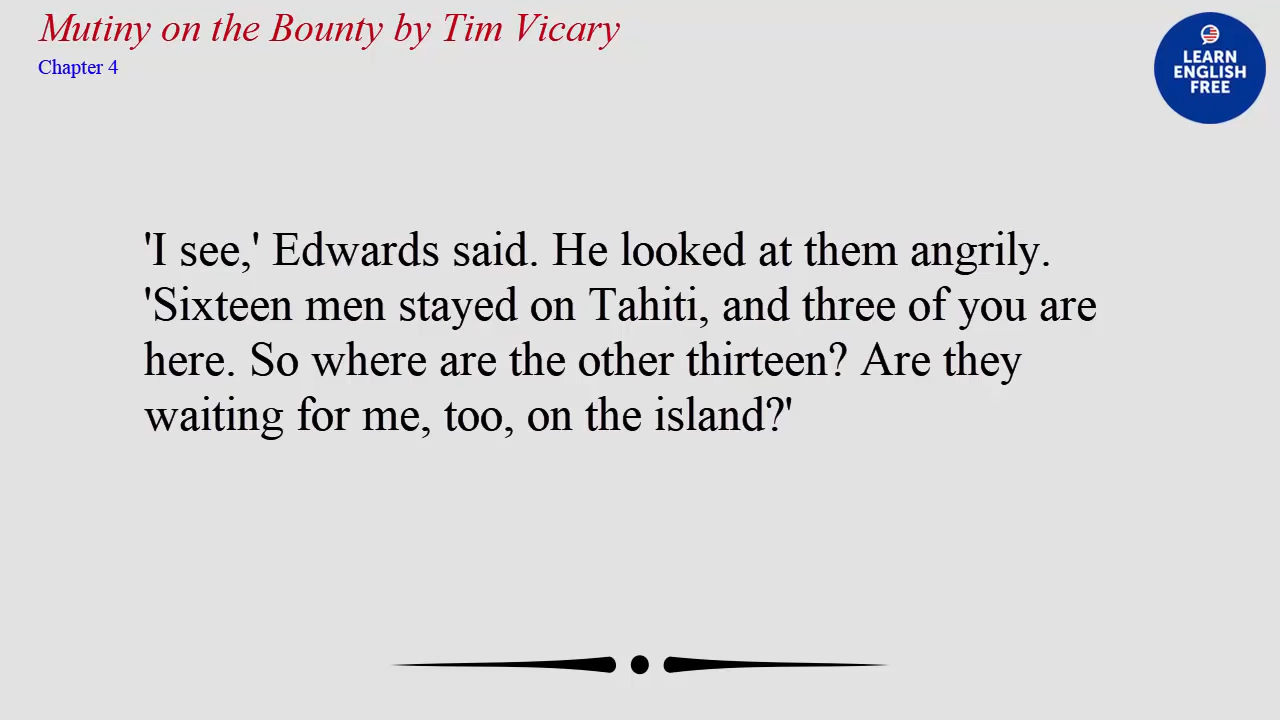 Mutiny on the Bounty by Tim Vicary
Chapter 4
LEARN
ENGLISH
FREE
'I see,' Edwards said. He looked at them angrily.
'Sixteen men stayed on Tahiti, and three of you are
here. So where are the other thirteen? Are they
waiting for me, too, on the island?'